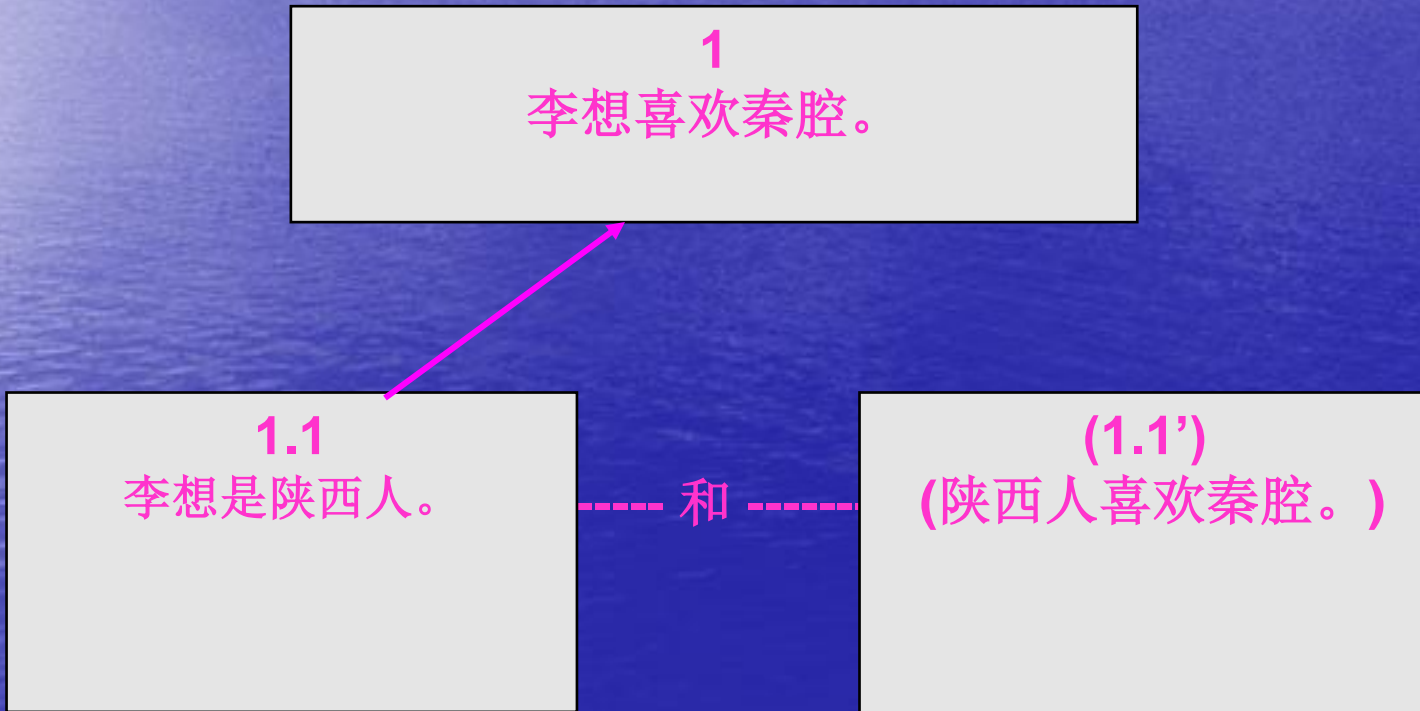 1
李想喜欢秦腔。
1.1
李想是陕西人。
----- 和 ------
(1.1’)
(陕西人喜欢秦腔。)